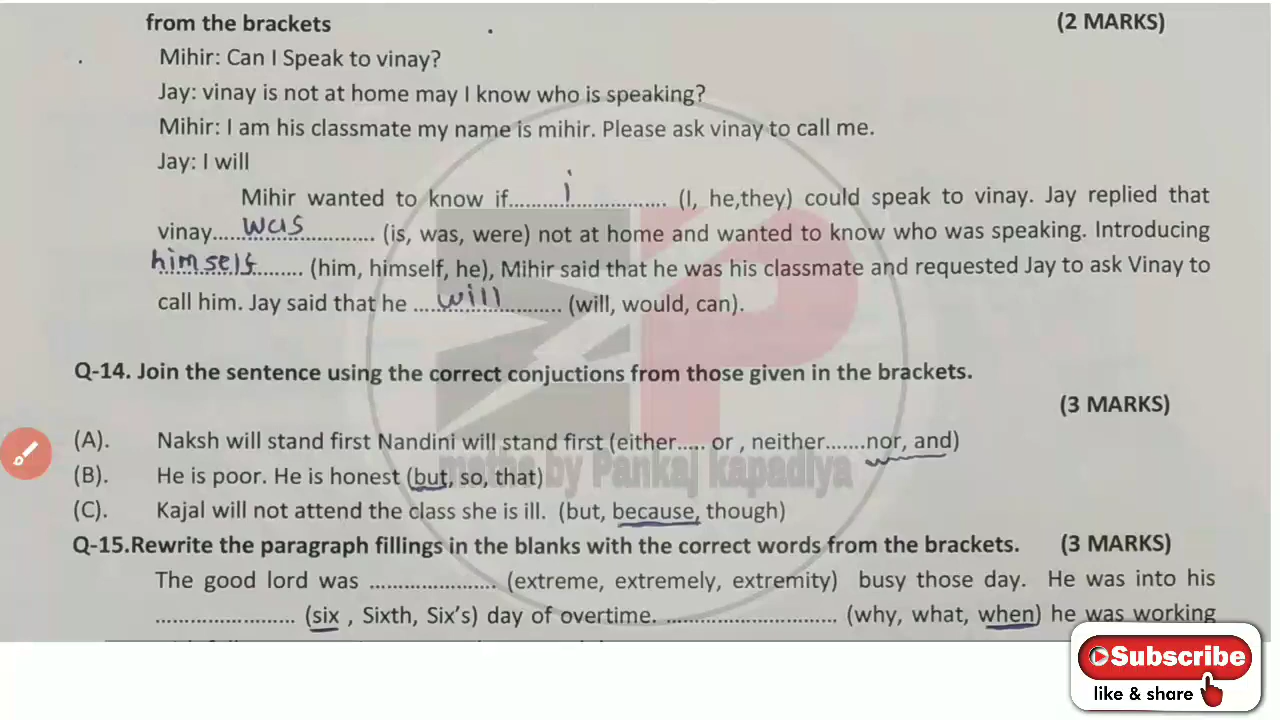 from the brackets (2 MARKS)
Mihir: Can I Speak to vinay?
Jay: vinay is not at home may I know who is speaking?
Mihir: I am his classmate my name is mihir. Please ask vinay to call me.
Jay: I will
Mihir wanted to know if......i...................... (I, he,they) could speak to vinay. Jay replied that
vinay.....was............ (is, was, were) not at home and wanted to know who was speaking. Introducing
himself........ (him, himself, he), Mihir said that he was his classmate and requested Jay to ask Vinay to
call him. Jay said that he ....will........... (will, would, can).
Q-14. Join the sentence using the correct conjuctions from those given in the brackets.
(3 MARKS)
(A). Naksh will stand first Nandini will stand first (either..... or , neither.......nor, and)
(B). He is poor. He is honest (but, so, that)
(C). Kajal will not attend the class she is ill. (but, because, though)
maths by Pankaj kapadiya
Q-15.Rewrite the paragraph fillings in the blanks with the correct words from the brackets. (3 MARKS)
The good lord was ..................... (extreme, extremely, extremity) busy those day. He was into his
....................... (six , Sixth, Six's) day of overtime. ............................ (why, what, when) he was working
Subscribe
like & share